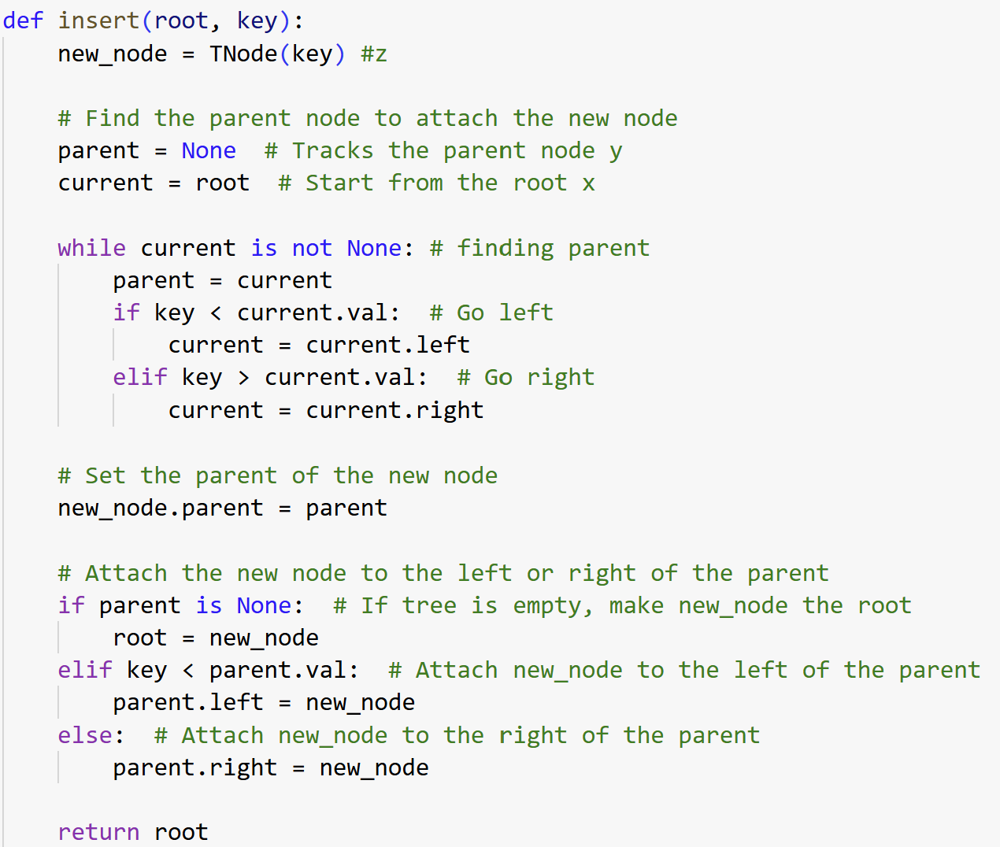 def insert(root, key):
    new_node = TNode(key) #z
    # Find the parent node to attach the new node
    parent = None  # Tracks the parent node y
    current = root  # Start from the root x
    while current is not None: # finding parent
        parent = current
        if key < current.val:  # Go left
            current = current.left
        elif key > current.val:  # Go right
            current = current.right
    # Set the parent of the new node
    new_node.parent = parent
    # Attach the new node to the left or right of the parent
    if parent is None:  # If tree is empty, make new_node the root
        root = new_node
    elif key < parent.val:  # Attach new_node to the left of the parent
        parent.left = new_node
    else:  # Attach new_node to the right of the parent
        parent.right = new_node
    return root